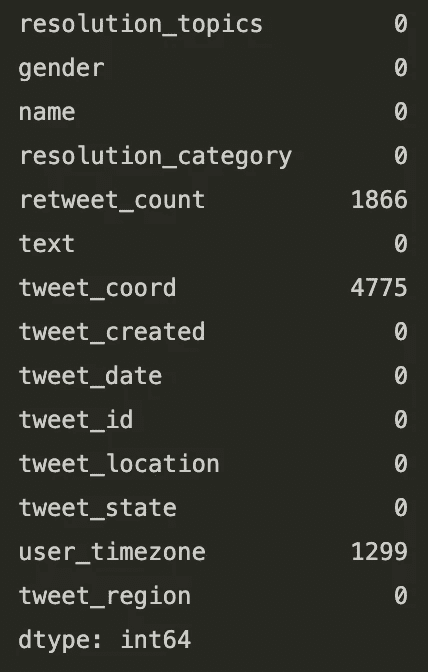 resolution_topics 0
gender 0
name 0
resolution_category 0
retweet_count 1866
text 0
tweet_coord 4775
tweet_created 0
tweet_date 0
tweet_id 0
tweet_location 0
tweet_state 0
user_timezone 1299
tweet_region 0
dtype: int64